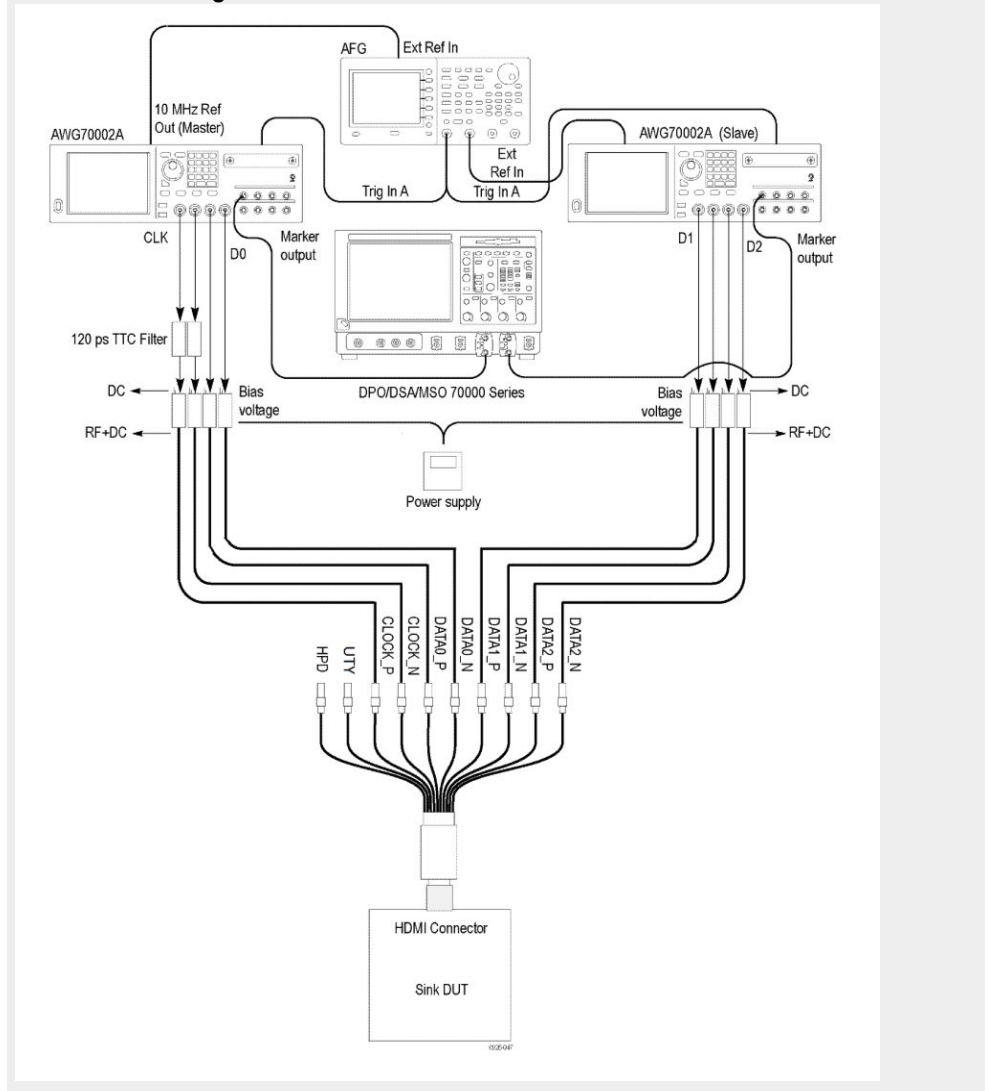 AFG
Ext Ref In
10 MHz Ref
Out (Master)
AWG70002A
AWG70002A (Slave)
Ext
Ref In
Trig In A
Trig In A
CLK
D0
Marker
output
D1
D2
Marker
output
120 ps TTC Filter
DC
Bias
voltage
DPO/DSA/MSO 70000 Series
Bias
voltage
DC
RF+DC
RF+DC
Power supply
HPD
UTY
CLOCK_P
CLOCK_N
DATA0_P
DATA0_N
DATA1_P
DATA1_N
DATA2_P
DATA2_N
HDMI Connector
Sink DUT